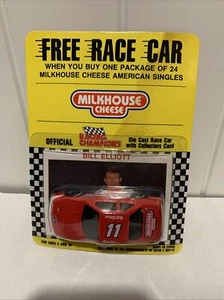 FREE RACE CAR
WHEN YOU BUY ONE PACKAGE OF 24
MILKHOUSE CHEESE AMERICAN SINGLES
MILKHOUSE
CHEESE
OFFICIAL
RACING
CHAMPIONS
Die Cast Race Car
with Collectors Card
BILL ELLIOTT
11
MILKHOUSE